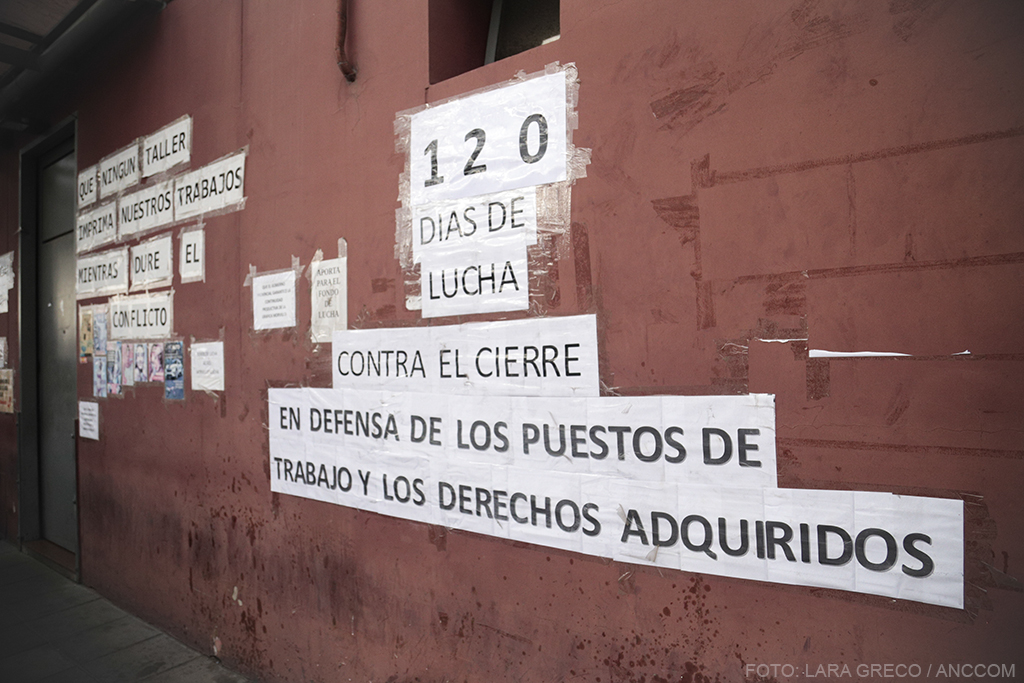 QUE NINGUN TALLER
IMPRIMA NUESTROS TRABAJOS
MIENTRAS DURE EL
CONFLICTO
APORTA
PARA EL
FONDO
DE
LUCHA
120
DIAS DE
LUCHA
CONTRA EL CIERRE
EN DEFENSA DE LOS PUESTOS DE
TRABAJO Y LOS DERECHOS ADQUIRIDOS
FOTO: LARA GRECO / ANCCOM